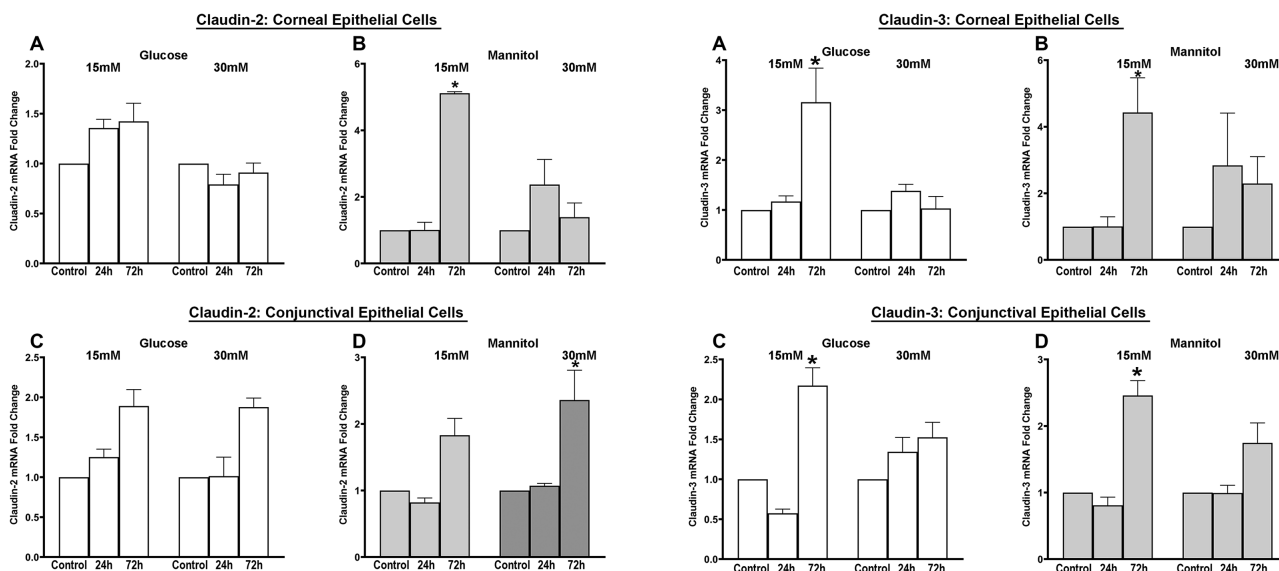 Claudin-2: Corneal Epithelial Cells
A
Glucose
15mM 30mM
Cluadin-2 mRNA Fold Change
2.0
1.5
1.0
0.5
0.0
Control 24h 72h Control 24h 72h
B
Mannitol
15mM 30mM
*
Cluadin-2 mRNA Fold Change
6
4
2
0
Control 24h 72h Control 24h 72h
Claudin-2: Conjunctival Epithelial Cells
C
Glucose
15mM 30mM
Claudin-2 mRNA Fold Change
2.5
2.0
1.5
1.0
0.5
0.0
Control 24h 72h Control 24h 72h
D
Mannitol
15mM 30mM
*
Claudin-2 mRNA Fold Change
3
2
1
0
Control 24h 72h Control 24h 72h
Claudin-3: Corneal Epithelial Cells
A
Glucose
15mM * 30mM
Cluadin-3 mRNA Fold Change
4
3
2
1
0
Control 24h 72h Control 24h 72h
B
Mannitol
15mM 30mM
*
Cluadin-3 mRNA Fold Change
6
4
2
0
Control 24h 72h Control 24h 72h
Claudin-3: Conjunctival Epithelial Cells
C
Glucose
15mM * 30mM
Claudin-3 mRNA Fold Change
2.5
2.0
1.5
1.0
0.5
0.0
Control 24h 72h Control 24h 72h
D
Mannitol
15mM 30mM
*
Claudin-3 mRNA Fold Change
3
2
1
0
Control 24h 72h Control 24h 72h